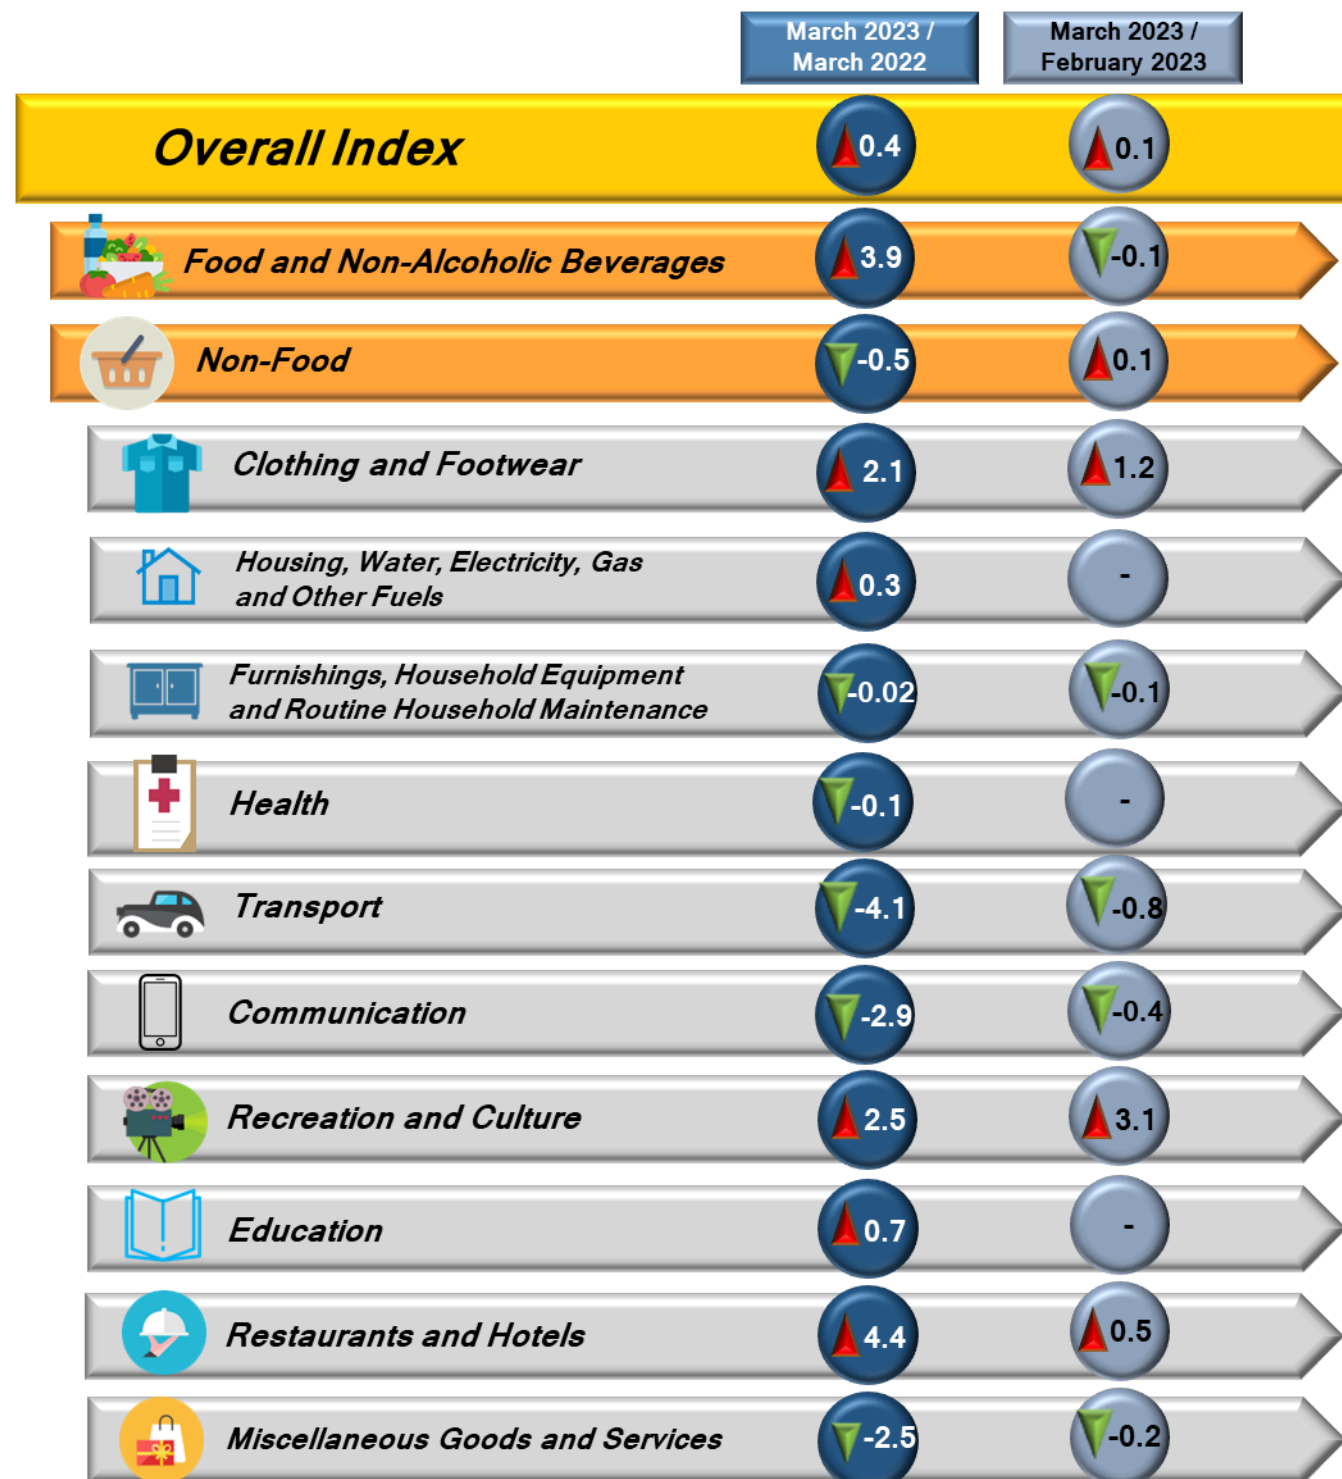 March 2023 /
March 2022
March 2023 /
February 2023
Overall Index
0.4
0.1
Food and Non-Alcoholic Beverages
3.9
-0.1
Non-Food
-0.5
0.1
Clothing and Footwear
2.1
1.2
Housing, Water, Electricity, Gas
and Other Fuels
0.3
-
Furnishings, Household Equipment
and Routine Household Maintenance
-0.02
-0.1
Health
-0.1
-
Transport
-4.1
-0.8
Communication
-2.9
-0.4
Recreation and Culture
2.5
3.1
Education
0.7
-
Restaurants and Hotels
4.4
0.5
Miscellaneous Goods and Services
-2.5
-0.2